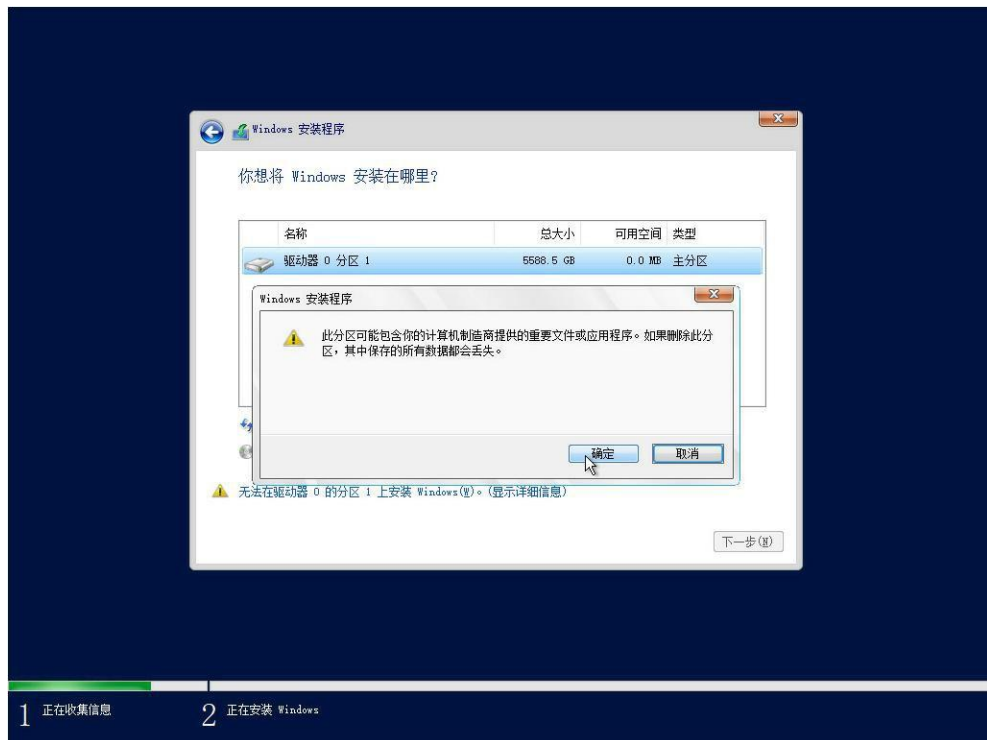 Windows 安装程序
你想将 Windows 安装在哪里?
名称 总大小 可用空间 类型
驱动器 0 分区 1 5588.5 GB 0.0 MB 主分区
Windows 安装程序
此分区可能包含你的计算机制造商提供的重要文件或应用程序。如果删除此分
区，其中保存的所有数据都会丢失。
确定 取消
无法在驱动器 0 的分区 1 上安装 Windows(W)。(显示详细信息)
下一步(N)
1 正在收集信息 2 正在安装 Windows